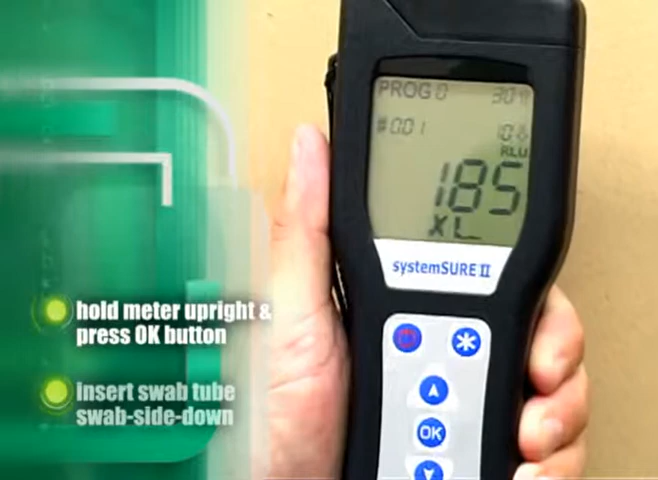 PROG 0
#001
RLU
185
XL
systemSURE II
OK
hold meter upright &
press OK button
insert swab tube
swab-side-down